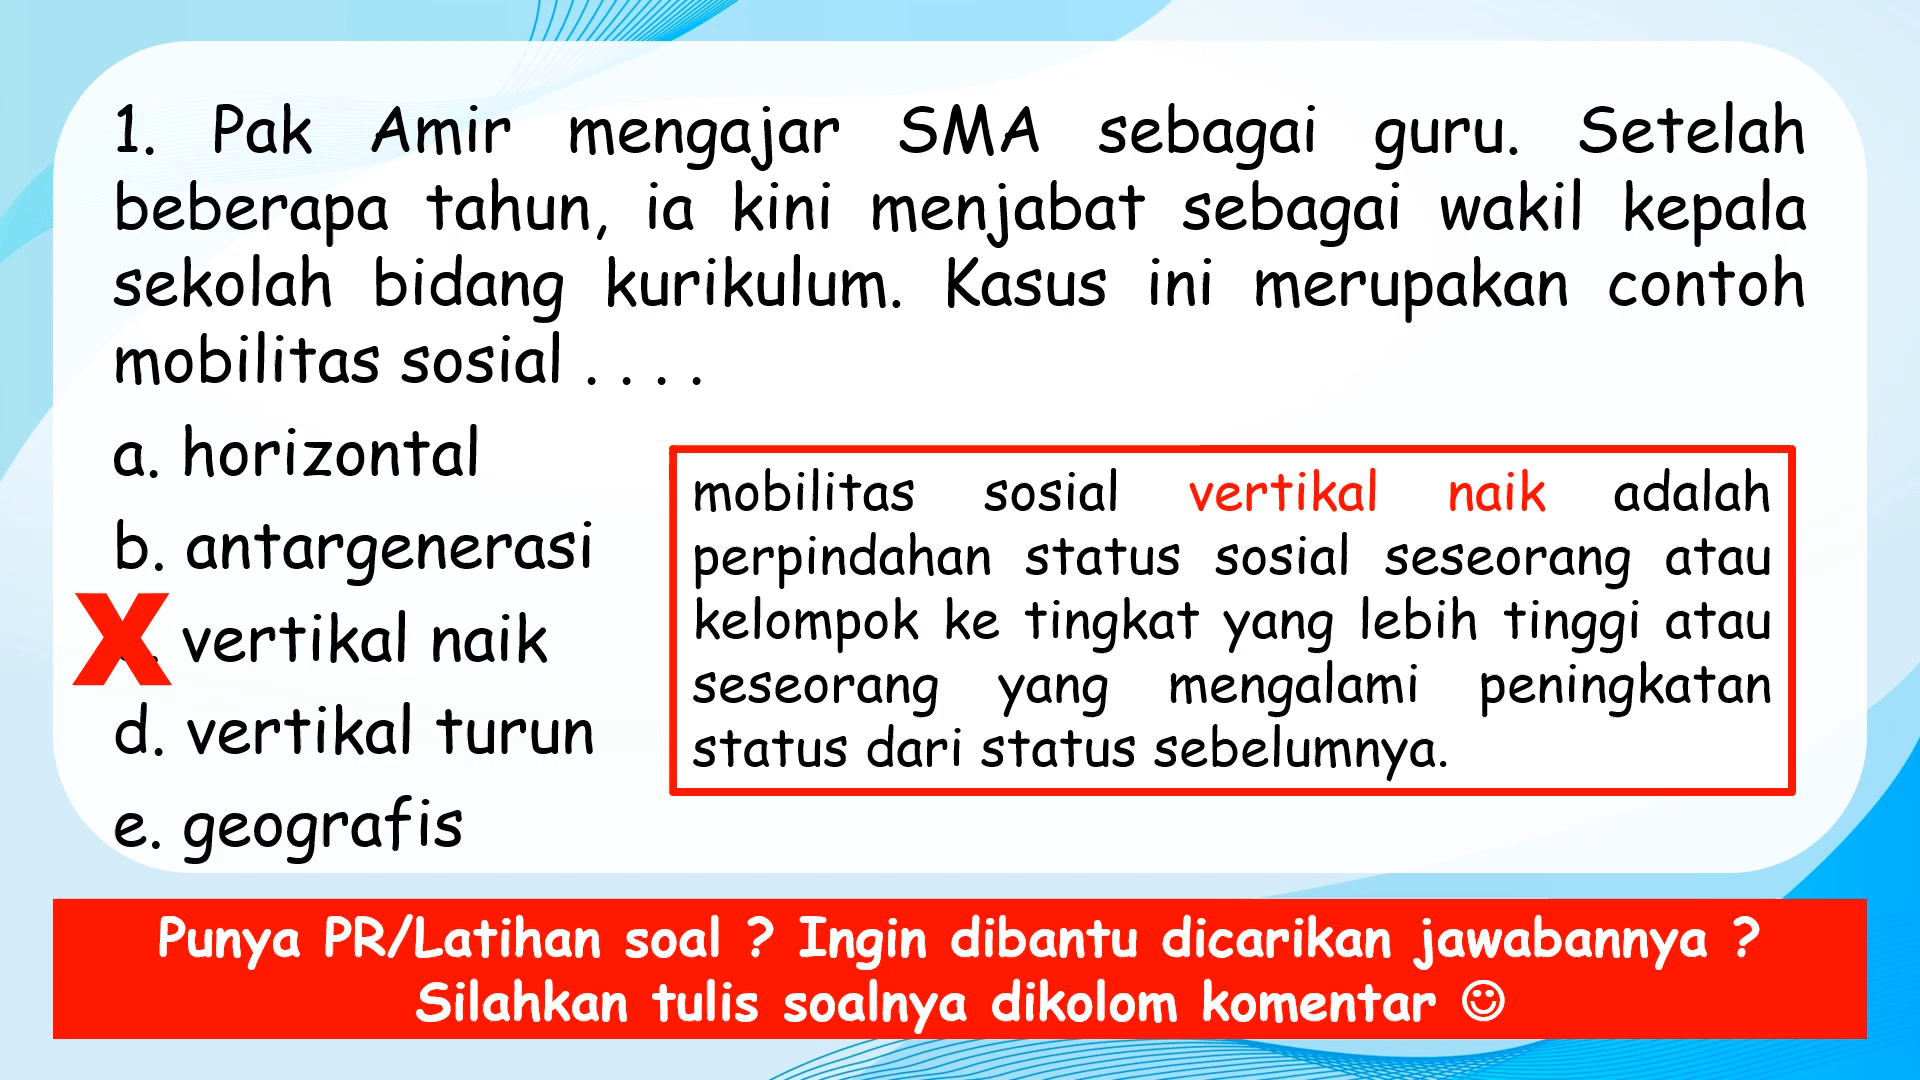 1. Pak Amir mengajar SMA sebagai guru. Setelah
beberapa tahun, ia kini menjabat sebagai wakil kepala
sekolah bidang kurikulum. Kasus ini merupakan contoh
mobilitas sosial . . . .
a. horizontal
b. antargenerasi
X vertikal naik
d. vertikal turun
e. geografis
mobilitas sosial vertikal naik adalah
perpindahan status sosial seseorang atau
kelompok ke tingkat yang lebih tinggi atau
seseorang yang mengalami peningkatan
status dari status sebelumnya.
Punya PR/Latihan soal ? Ingin dibantu dicarikan jawabannya ?
Silahkan tulis soalnya dikolom komentar ☺